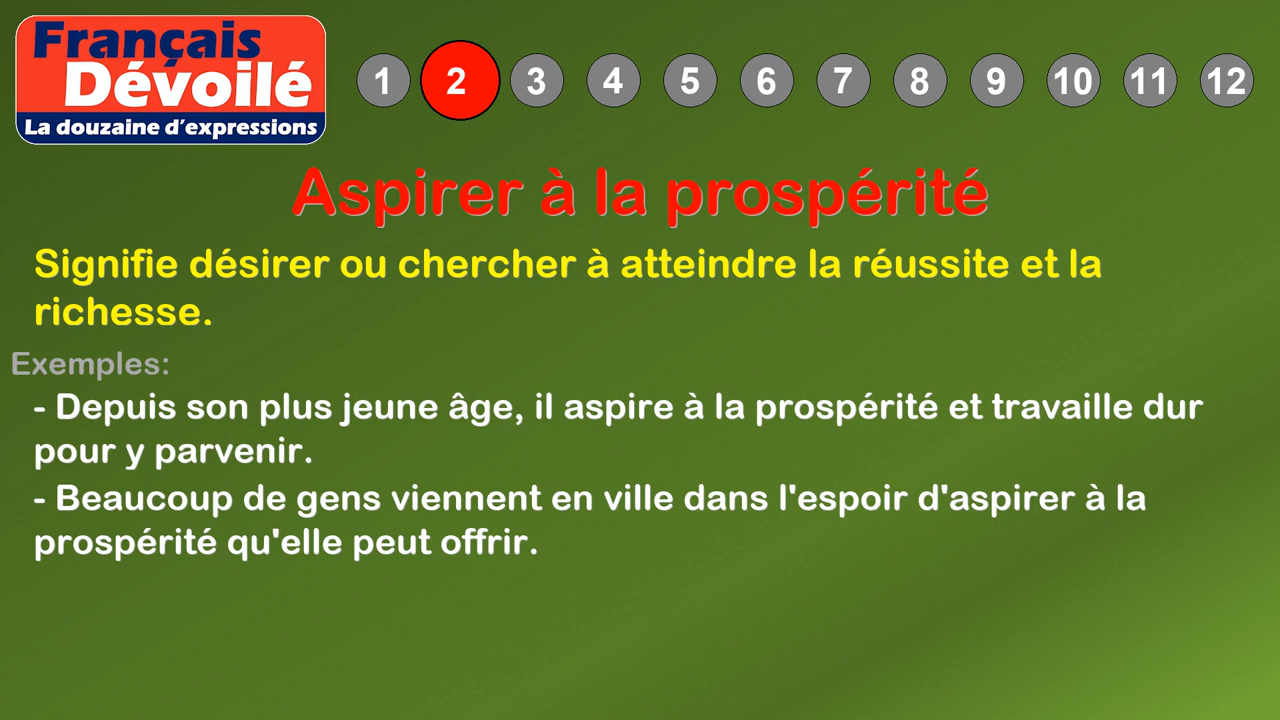 Français
Dévoilé
La douzaine d'expressions
1 2 3 4 5 6 7 8 9 10 11 12
Aspirer à la prospérité
Signifie désirer ou chercher à atteindre la réussite et la
richesse.
Exemples:
- Depuis son plus jeune âge, il aspire à la prospérité et travaille dur
pour y parvenir.
- Beaucoup de gens viennent en ville dans l'espoir d'aspirer à la
prospérité qu'elle peut offrir.